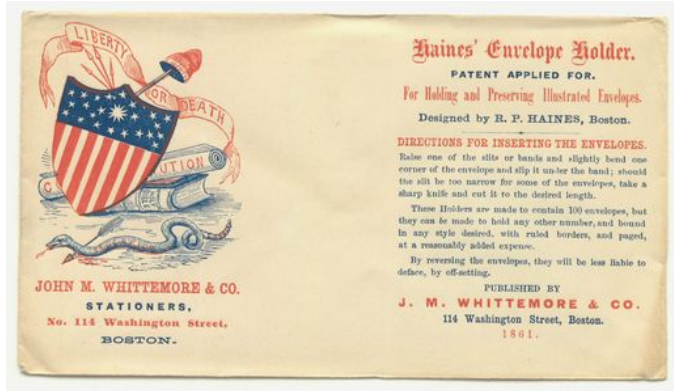 LIBERTY
OR DEATH
C UTION
JOHN M. WHITTEMORE & CO.
STATIONERS,
No. 114 Washington Street,
BOSTON.
Haines' Envelope Holder.
PATENT APPLIED FOR.
For Holding and Preserving Illustrated Envelopes.
Designed by R. P. HAINES, Boston.
DIRECTIONS FOR INSERTING THE ENVELOPES.
Raise one of the slits or bands and slightly bend one
corner of the envelope and slip it under the band; should
the slit be too narrow for some of the envelopes, take a
sharp knife and cut it to the desired length.
These Holders are made to contain 100 envelopes, but
they can be made to hold any other number, and bound
in any style desired, with ruled borders, and paged,
at a reasonably added expense.
By reversing the envelopes, they will be less liable to
deface, by off-setting.
PUBLISHED BY
J. M. WHITTEMORE & CO.
114 Washington Street, Boston.
1861.